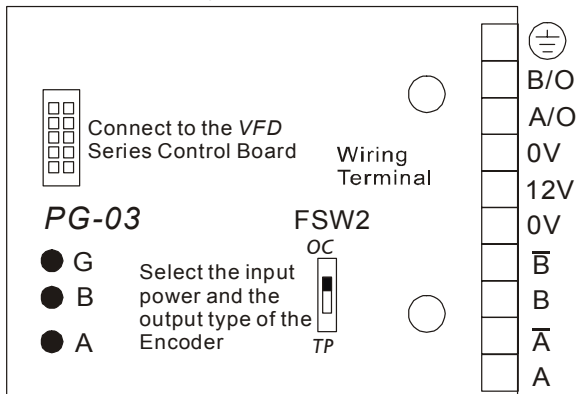 Connect to the VFD
Series Control Board
Wiring
Terminal
PG-03
FSW2
OC
G
B
A
Select the input
power and the
output type of the
Encoder
TP
B/O
A/O
0V
12V
0V
B̅
B
A̅
A